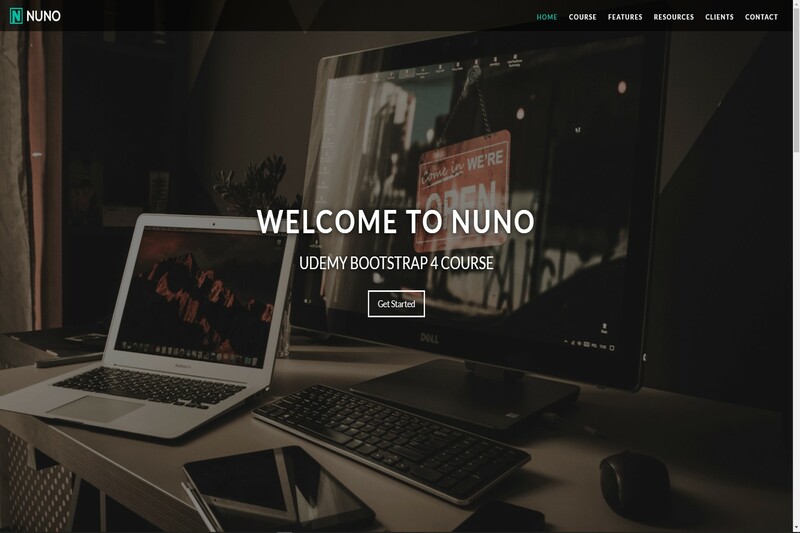 N NUNO
HOME COURSE FEATURES RESOURCES CLIENTS CONTACT
come in WE'RE
OPEN
WELCOME TO NUNO
UDEMY BOOTSTRAP 4 COURSE
Get Started
DELL